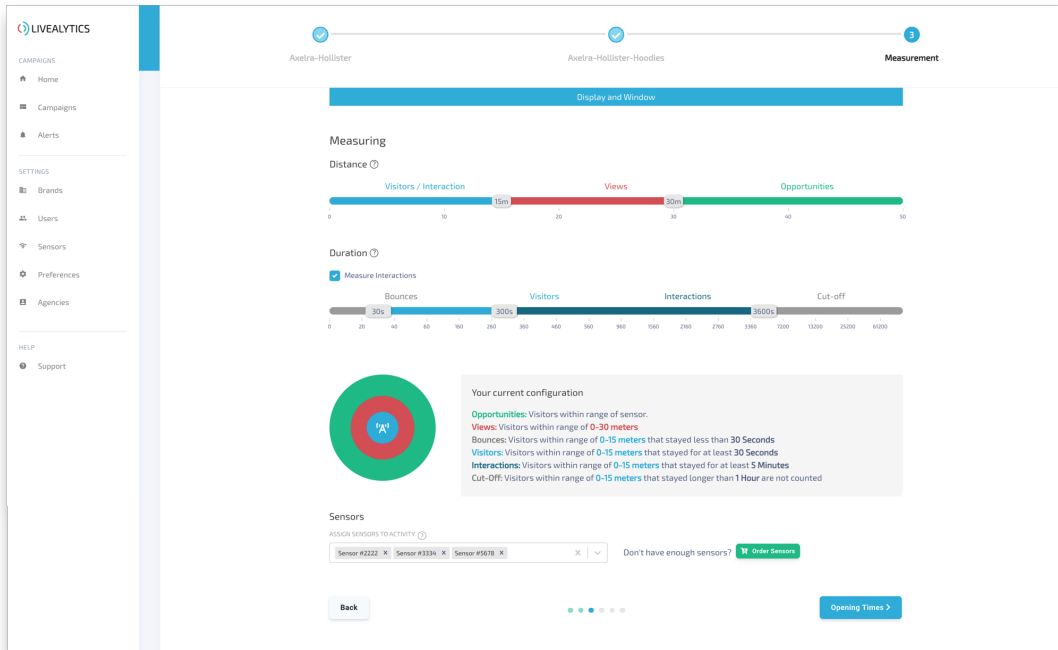 LIVEALYTICS
CAMPAIGNS
Home
Campaigns
Alerts
SETTINGS
Brands
Users
Sensors
Preferences
Agencies
HELP
Support
3
Axelra-Hollister Axelra-Hollister-Hoodies Measurement
Display and Window
Measuring
Distance ?
Visitors / Interaction Views Opportunities
15m 30m
0 10 20 30 40 50
Duration ?
Measure Interactions
Bounces Visitors Interactions Cut-off
30s 300s 3600s
0 20 40 60 160 260 360 460 560 960 1560 2160 2760 3360 7200 13200 25200 61200
Your current configuration
Opportunities: Visitors within range of sensor.
Views: Visitors within range of 0-30 meters
Bounces: Visitors within range of 0-15 meters that stayed less than 30 Seconds
Visitors: Visitors within range of 0-15 meters that stayed for at least 30 Seconds
Interactions: Visitors within range of 0-15 meters that stayed for at least 5 Minutes
Cut-Off: Visitors within range of 0-15 meters that stayed longer than 1 Hour are not counted
Sensors
ASSIGN SENSORS TO ACTIVITY ?
Sensor #2222 × Sensor #3334 × Sensor #5678 × ×
Don't have enough sensors? Order Sensors
Back Opening Times >